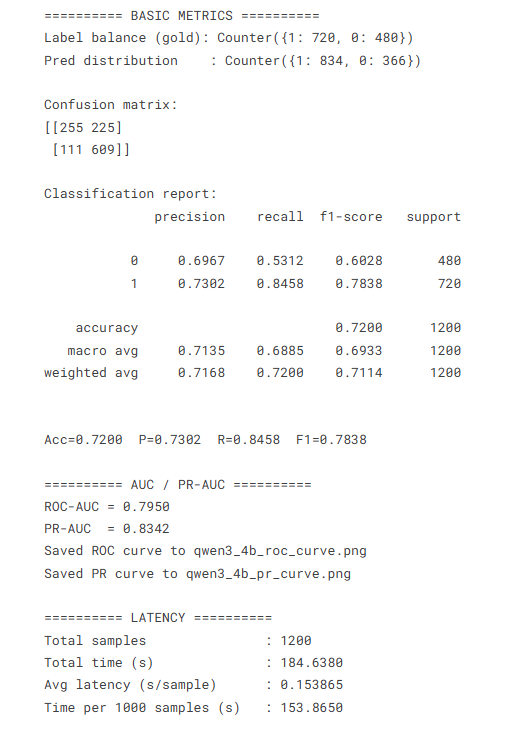 ========== BASIC METRICS ==========
Label balance (gold): Counter({1: 720, 0: 480})
Pred distribution    : Counter({1: 834, 0: 366})

Confusion matrix:
[[255 225]
 [111 609]]

Classification report:
              precision    recall  f1-score   support

           0     0.6967    0.5312    0.6028       480
           1     0.7302    0.8458    0.7838       720

    accuracy                         0.7200      1200
   macro avg     0.7135    0.6885    0.6933      1200
weighted avg     0.7168    0.7200    0.7114      1200


Acc=0.7200  P=0.7302  R=0.8458  F1=0.7838

========== AUC / PR-AUC ==========
ROC-AUC = 0.7950
PR-AUC  = 0.8342
Saved ROC curve to qwen3_4b_roc_curve.png
Saved PR curve to qwen3_4b_pr_curve.png

========== LATENCY ==========
Total samples               : 1200
Total time (s)              : 184.6380
Avg latency (s/sample)      : 0.153865
Time per 1000 samples (s)   : 153.8650